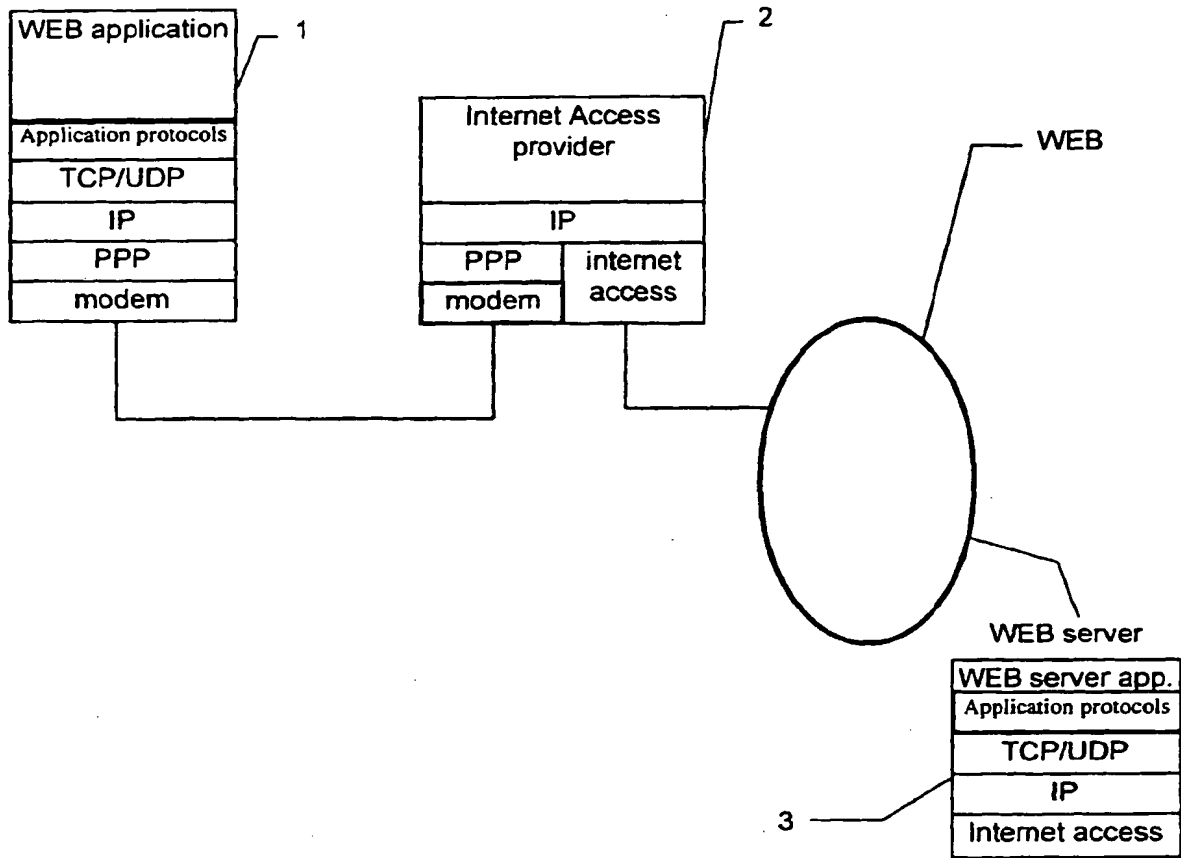 WEB application
1
Application protocols
TCP/UDP
IP
PPP
modem
2
Internet Access
provider
IP
PPP
modem
internet
access
WEB
WEB server
WEB server app.
Application protocols
TCP/UDP
IP
Internet access
3